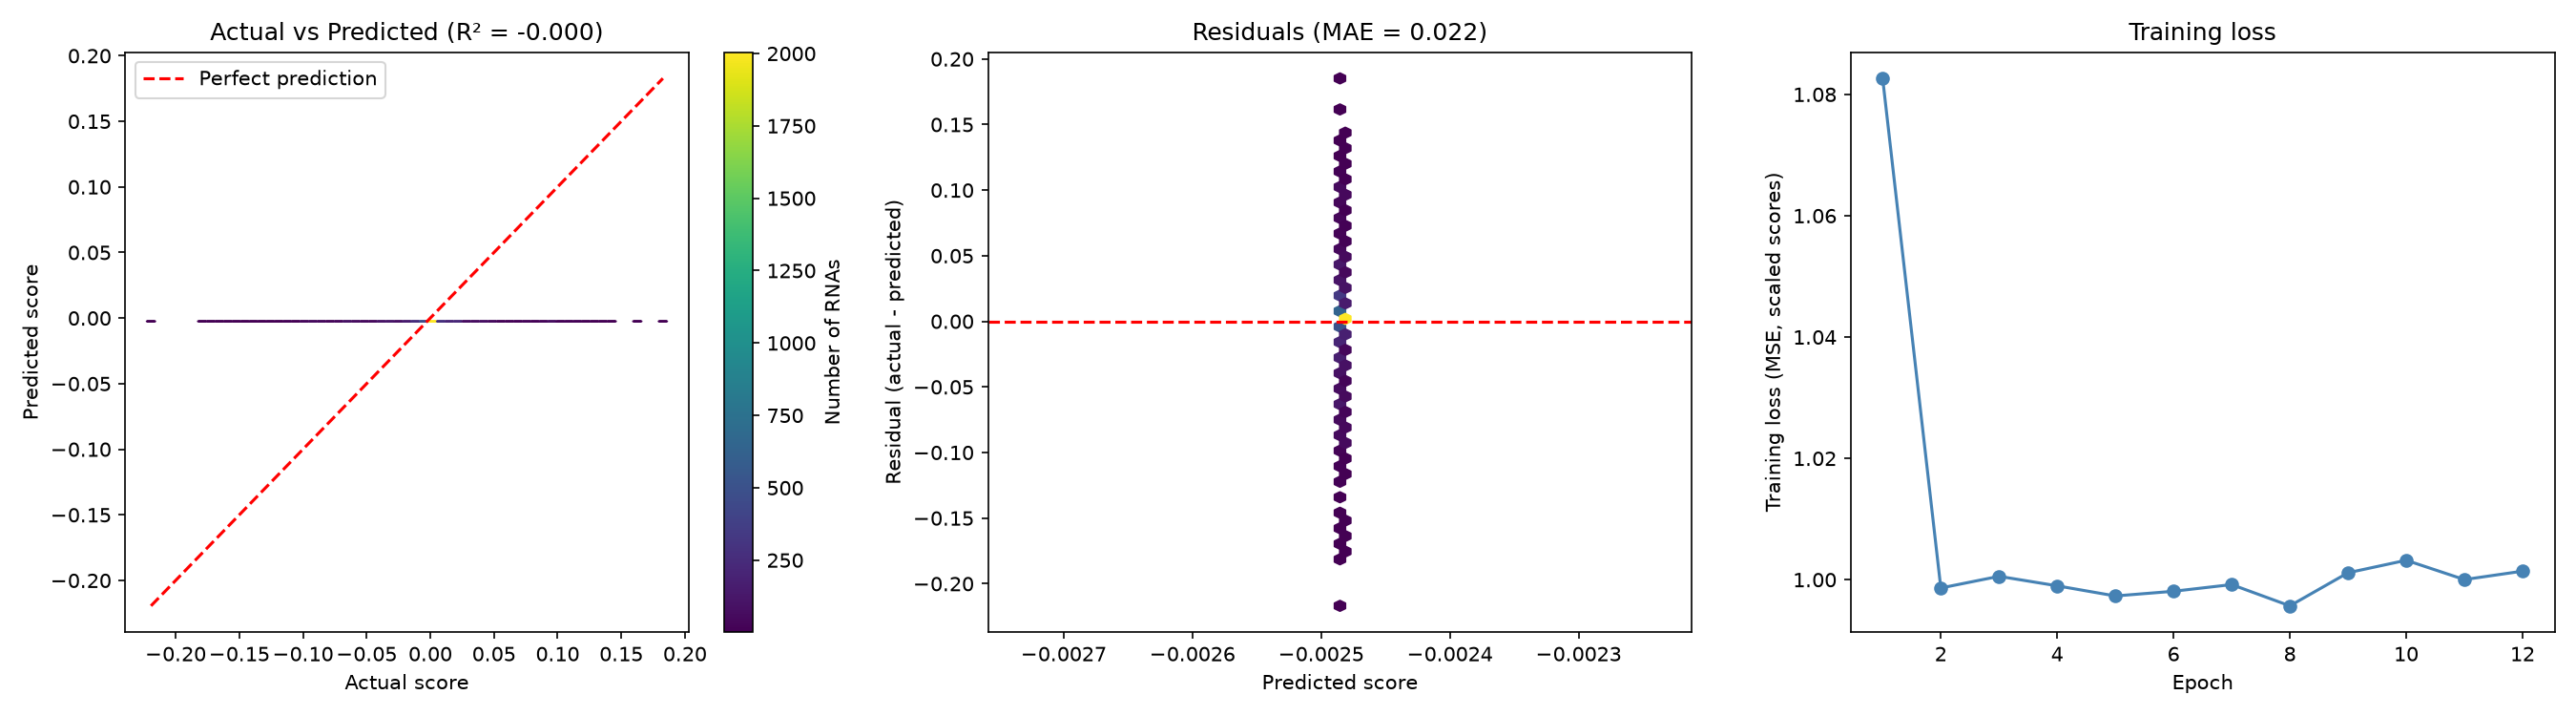 Actual vs Predicted (R² = -0.000)
Perfect prediction
0.20
0.15
0.10
0.05
0.00
−0.05
−0.10
−0.15
−0.20
Predicted score
−0.20 −0.15 −0.10 −0.05 0.00 0.05 0.10 0.15 0.20
Actual score
2000
1750
1500
1250
1000
750
500
250
Number of RNAs
Residuals (MAE = 0.022)
0.20
0.15
0.10
0.05
0.00
−0.05
−0.10
−0.15
−0.20
Residual (actual - predicted)
−0.0027 −0.0026 −0.0025 −0.0024 −0.0023
Predicted score
Training loss
1.08
1.06
1.04
1.02
1.00
Training loss (MSE, scaled scores)
2 4 6 8 10 12
Epoch